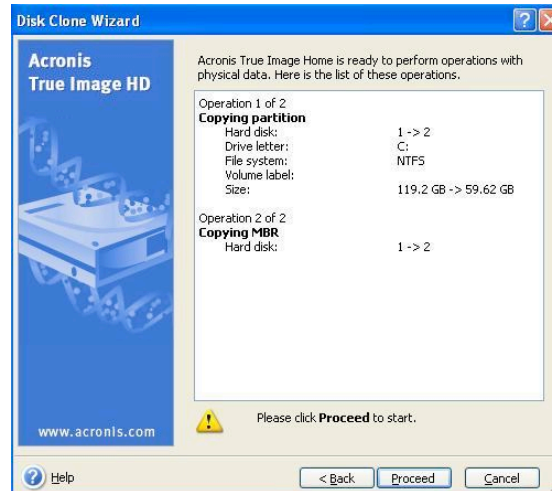 Disk Clone Wizard
Acronis
True Image HD
Acronis True Image Home is ready to perform operations with
physical data. Here is the list of these operations.
Operation 1 of 2
Copying partition
Hard disk: 1 -> 2
Drive letter: C:
File system: NTFS
Volume label:
Size: 119.2 GB -> 59.62 GB
Operation 2 of 2
Copying MBR
Hard disk: 1 -> 2
Please click Proceed to start.
www.acronis.com
Help
< Back
Proceed
Cancel